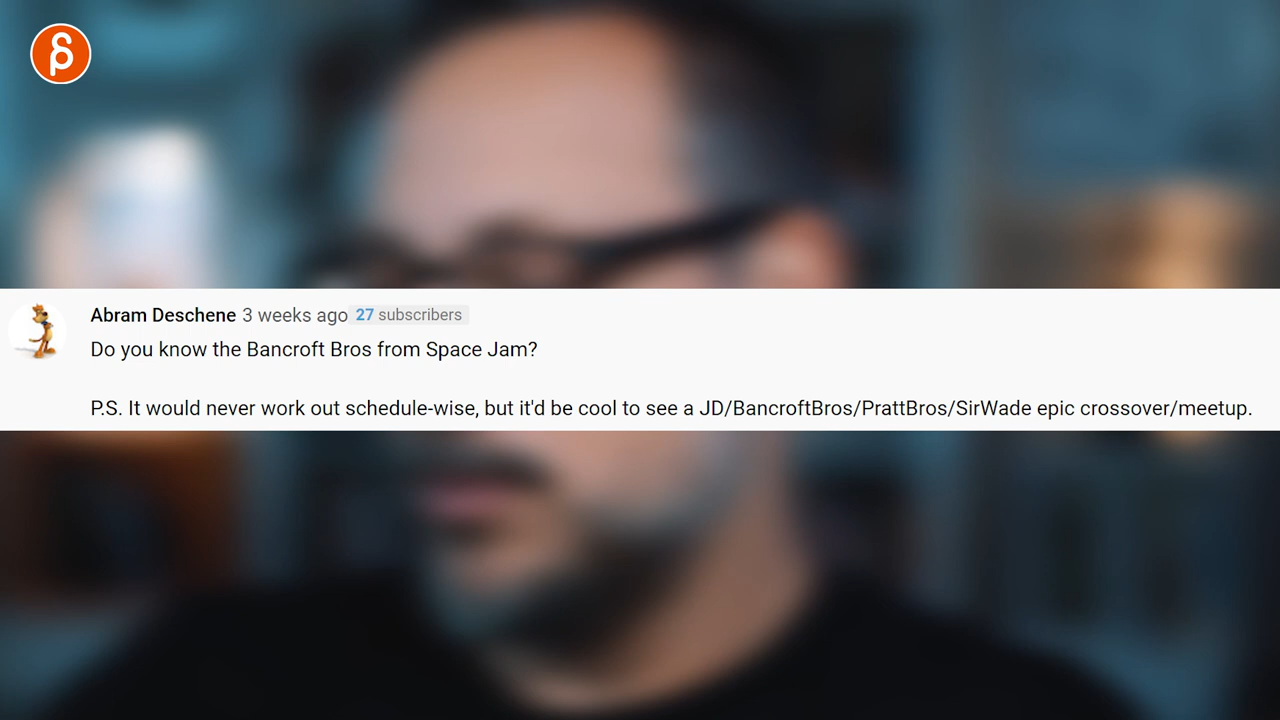 Abram Deschene 3 weeks ago 27 subscribers
Do you know the Bancroft Bros from Space Jam?
P.S. It would never work out schedule-wise, but it'd be cool to see a JD/BancroftBros/PrattBros/SirWade epic crossover/meetup.